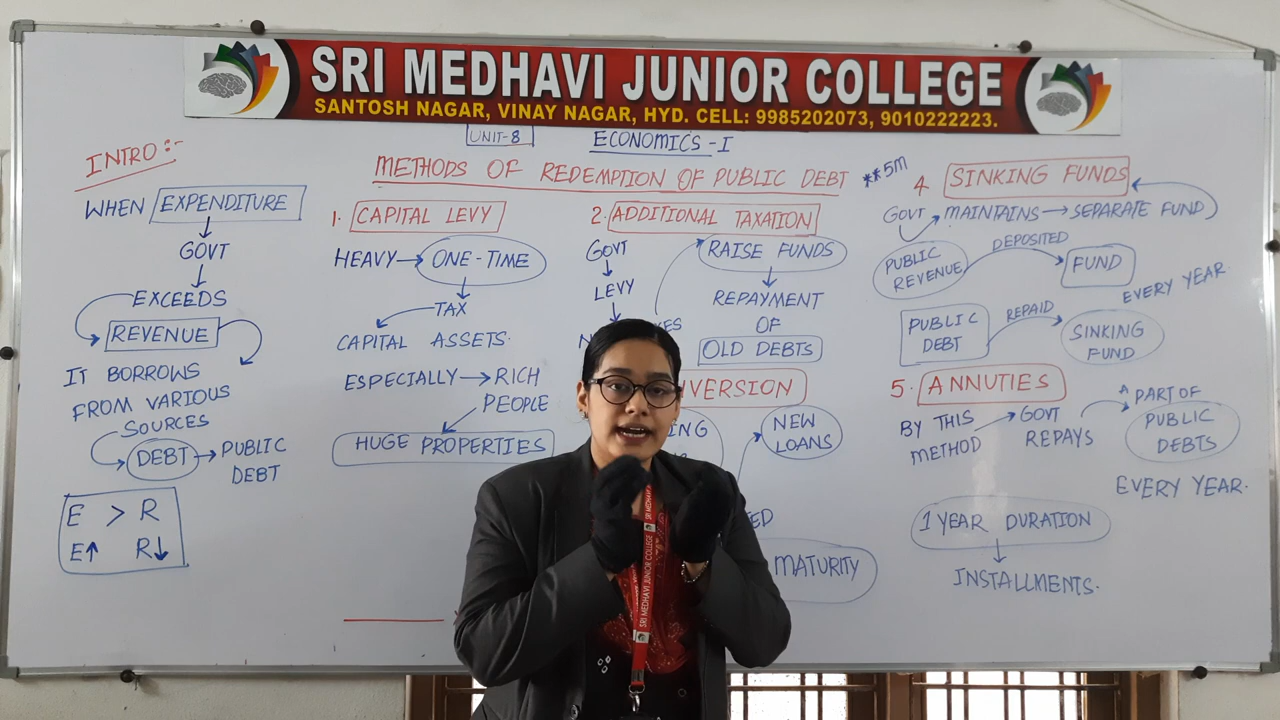 SRI MEDHAVI JUNIOR COLLEGE
SANTOSH NAGAR, VINAY NAGAR, HYD. CELL: 9985202073, 9010222223.
UNIT-8
ECONOMICS-I
METHODS OF REDEMPTION OF PUBLIC DEBT
**5M
INTRO:-
WHEN EXPENDITURE
GOVT
EXCEEDS
REVENUE
IT BORROWS
FROM VARIOUS
SOURCES
DEBT → PUBLIC
DEBT
E > R
E↑ R↓
1. CAPITAL LEVY
HEAVY → ONE-TIME
TAX
CAPITAL ASSETS.
ESPECIALLY → RICH
PEOPLE
HUGE PROPERTIES
2. ADDITIONAL TAXATION
GOVT
LEVY
RAISE FUNDS
REPAYMENT
OF
OLD DEBTS
NEW
LOANS
MATURITY
4. SINKING FUNDS
GOVT MAINTAINS → SEPARATE FUND
PUBLIC
REVENUE
DEPOSITED
FUND
EVERY YEAR
PUBLIC
DEBT
REPAID
SINKING
FUND
5. ANNUTIES
BY THIS
METHOD
GOVT
REPAYS
A PART OF
PUBLIC
DEBTS
EVERY YEAR.
1 YEAR DURATION
INSTALLMENTS.
SRI MEDHAVI JUNIOR COLLEGE